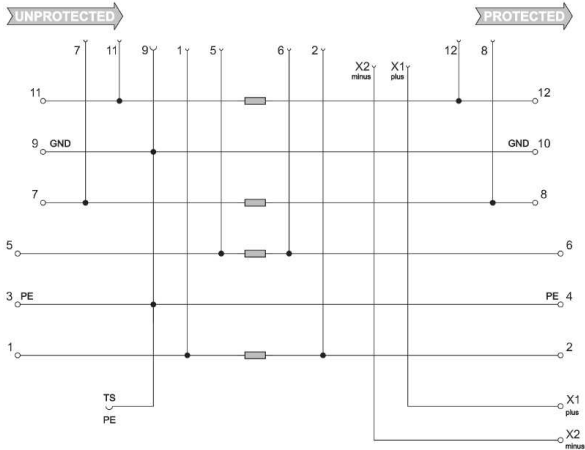 UNPROTECTED PROTECTED
7 11 9 1 5 6 2 12 8
X2 X1
minus plus
11 12
9 GND GND 10
7 8
5 6
3 PE PE 4
1 2
TS X1
plus
PE
X2
minus